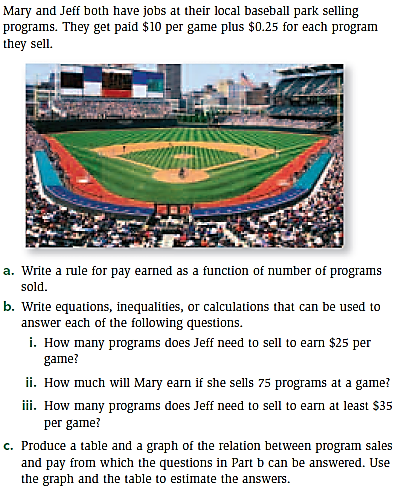 Mary and Jeff both have jobs at their local baseball park selling
programs. They get paid $10 per game plus $0.25 for each program
they sell.
a. Write a rule for pay earned as a function of number of programs
sold.
b. Write equations, inequalities, or calculations that can be used to
answer each of the following questions.
i. How many programs does Jeff need to sell to earn $25 per
game?
ii. How much will Mary earn if she sells 75 programs at a game?
iii. How many programs does Jeff need to sell to earn at least $35
per game?
c. Produce a table and a graph of the relation between program sales
and pay from which the questions in Part b can be answered. Use
the graph and the table to estimate the answers.